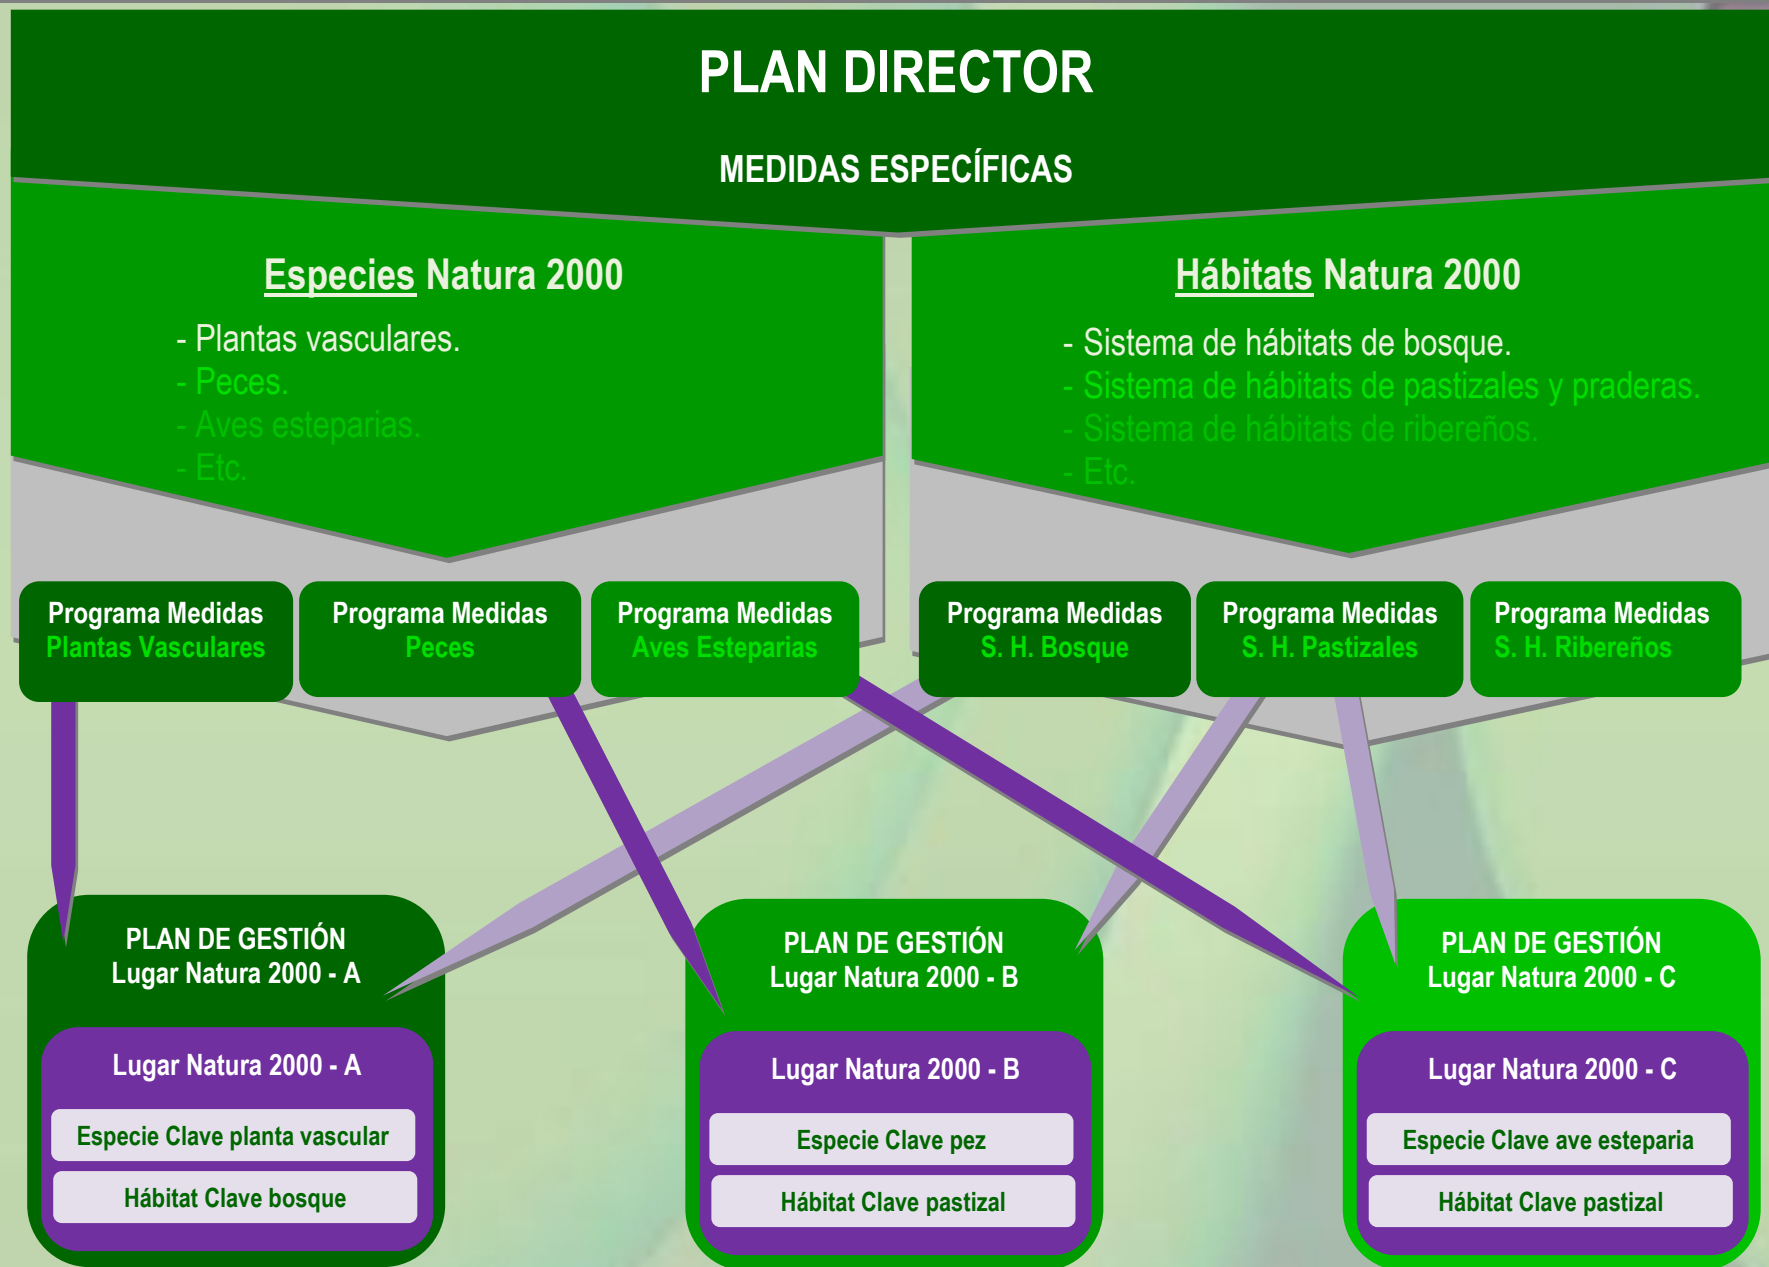 PLAN DIRECTOR
MEDIDAS ESPECÍFICAS
Especies Natura 2000
- Plantas vasculares.
- Peces.
- Aves esteparias.
- Etc.
Hábitats Natura 2000
- Sistema de hábitats de bosque.
- Sistema de hábitats de pastizales y praderas.
- Sistema de hábitats de ribereños.
- Etc.
Programa Medidas
Plantas Vasculares
Programa Medidas
Peces
Programa Medidas
Aves Esteparias
Programa Medidas
S. H. Bosque
Programa Medidas
S. H. Pastizales
Programa Medidas
S. H. Ribereños
PLAN DE GESTIÓN
Lugar Natura 2000 - A
Lugar Natura 2000 - A
Especie Clave planta vascular
Hábitat Clave bosque
PLAN DE GESTIÓN
Lugar Natura 2000 - B
Lugar Natura 2000 - B
Especie Clave pez
Hábitat Clave pastizal
PLAN DE GESTIÓN
Lugar Natura 2000 - C
Lugar Natura 2000 - C
Especie Clave ave esteparia
Hábitat Clave pastizal